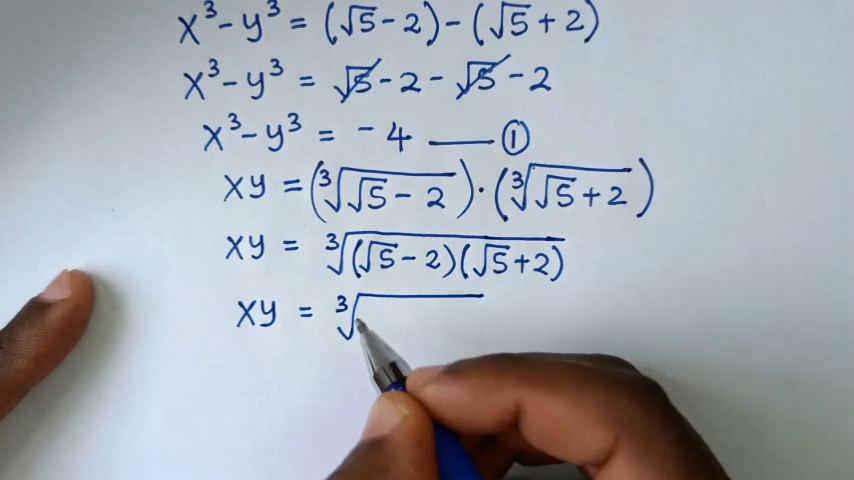 x³ - y³ = (√5 - 2) - (√5 + 2)
x³ - y³ = √5 - 2 - √5 - 2
x³ - y³ = -4 —— ①
xy = (∛(√5 - 2)) · (∛(√5 + 2))
xy = ∛((√5 - 2)(√5 + 2))
xy = ∛